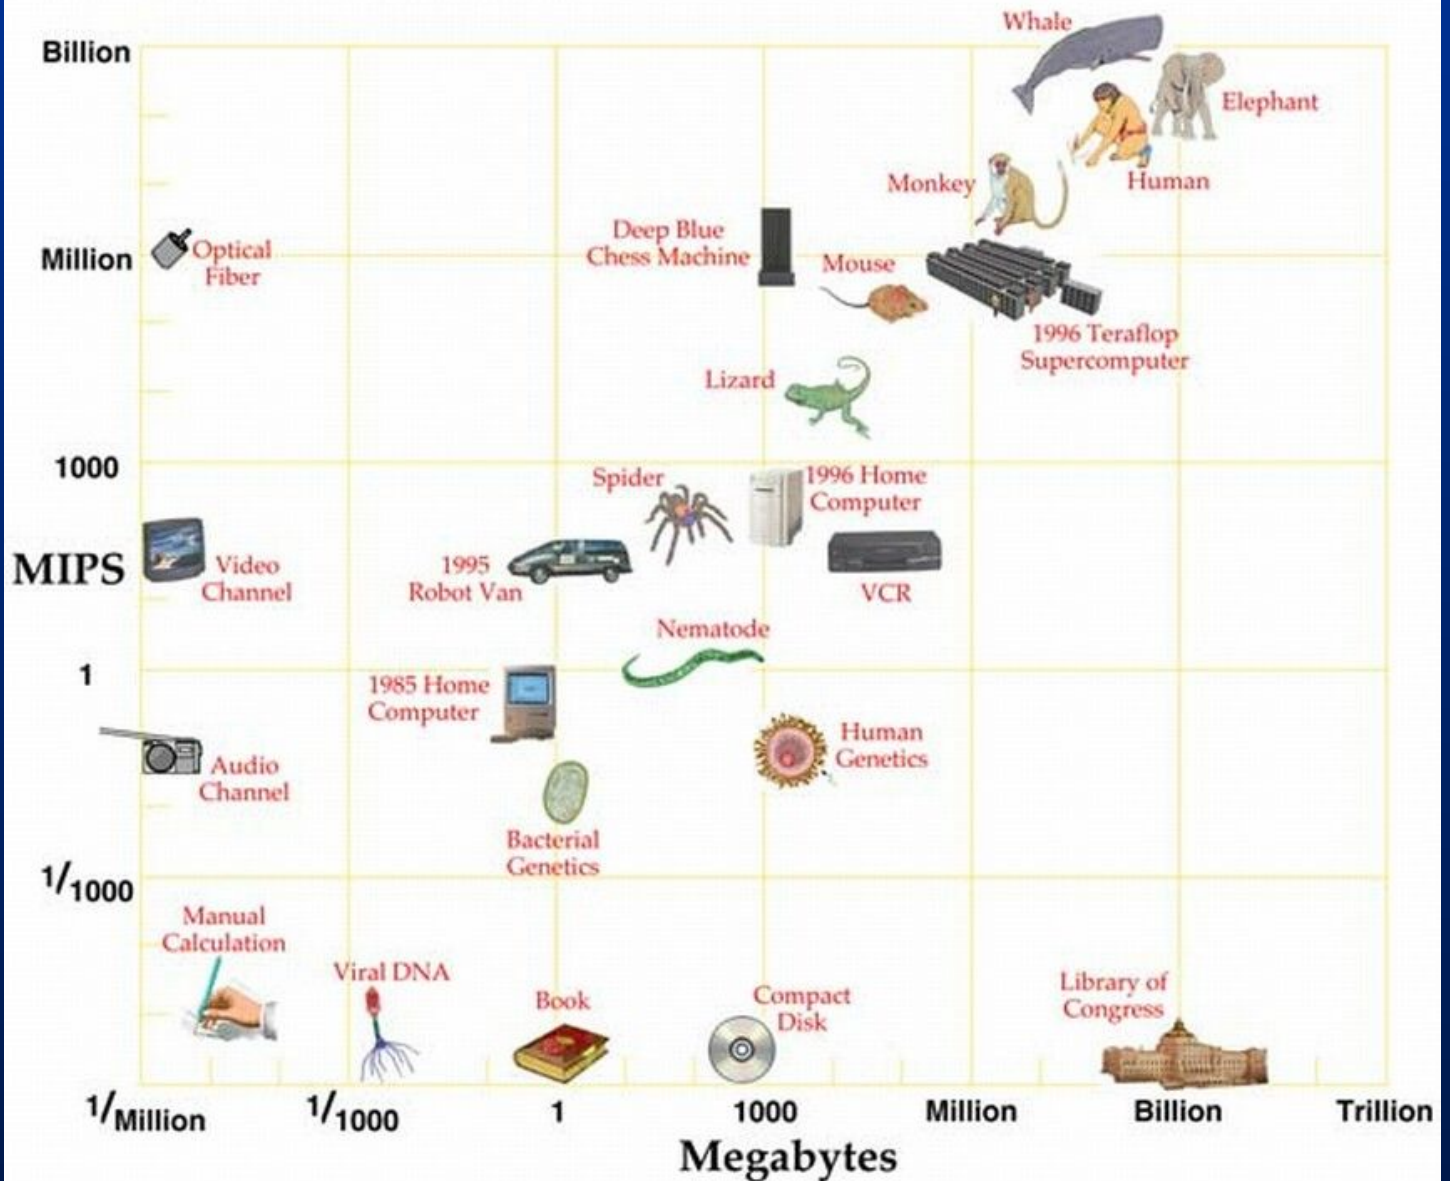 Whale
Billion
Elephant
Monkey
Human
Deep Blue
Chess Machine
Optical
Fiber
Million
Mouse
1996 Teraflop
Supercomputer
Lizard
1000
Spider
1996 Home
Computer
MIPS
Video
Channel
1995
Robot Van
VCR
Nematode
1
1985 Home
Computer
Human
Genetics
Audio
Channel
Bacterial
Genetics
1/1000
Manual
Calculation
Viral DNA
Book
Compact
Disk
Library of
Congress
1/Million 1/1000 1 1000 Million Billion Trillion
Megabytes